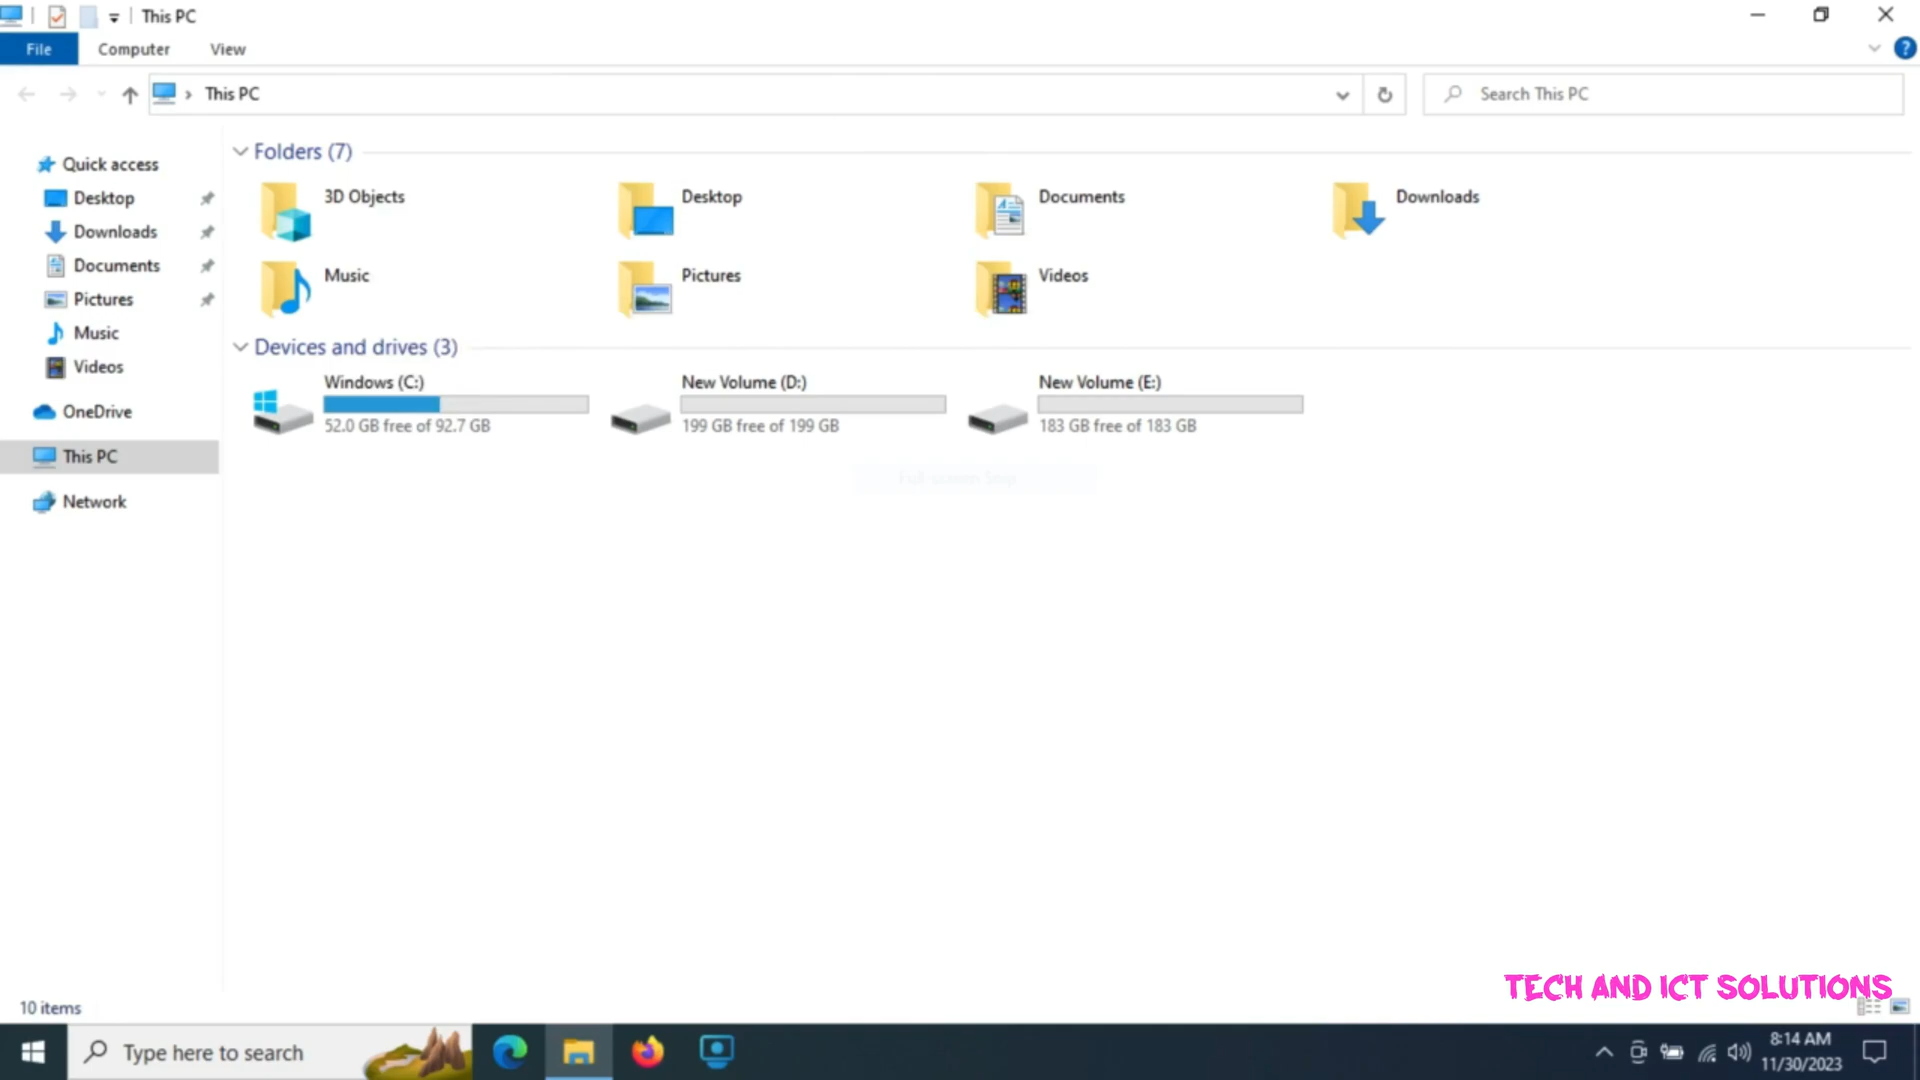 This PC
File Computer View
This PC
Search This PC
Quick access
Desktop
Downloads
Documents
Pictures
Music
Videos
OneDrive
This PC
Network
Folders (7)
3D Objects
Desktop
Documents
Downloads
Music
Pictures
Videos
Devices and drives (3)
Windows (C:)
52.0 GB free of 92.7 GB
New Volume (D:)
199 GB free of 199 GB
New Volume (E:)
183 GB free of 183 GB
TECH AND ICT SOLUTIONS
10 items
Type here to search
8:14 AM
11/30/2023